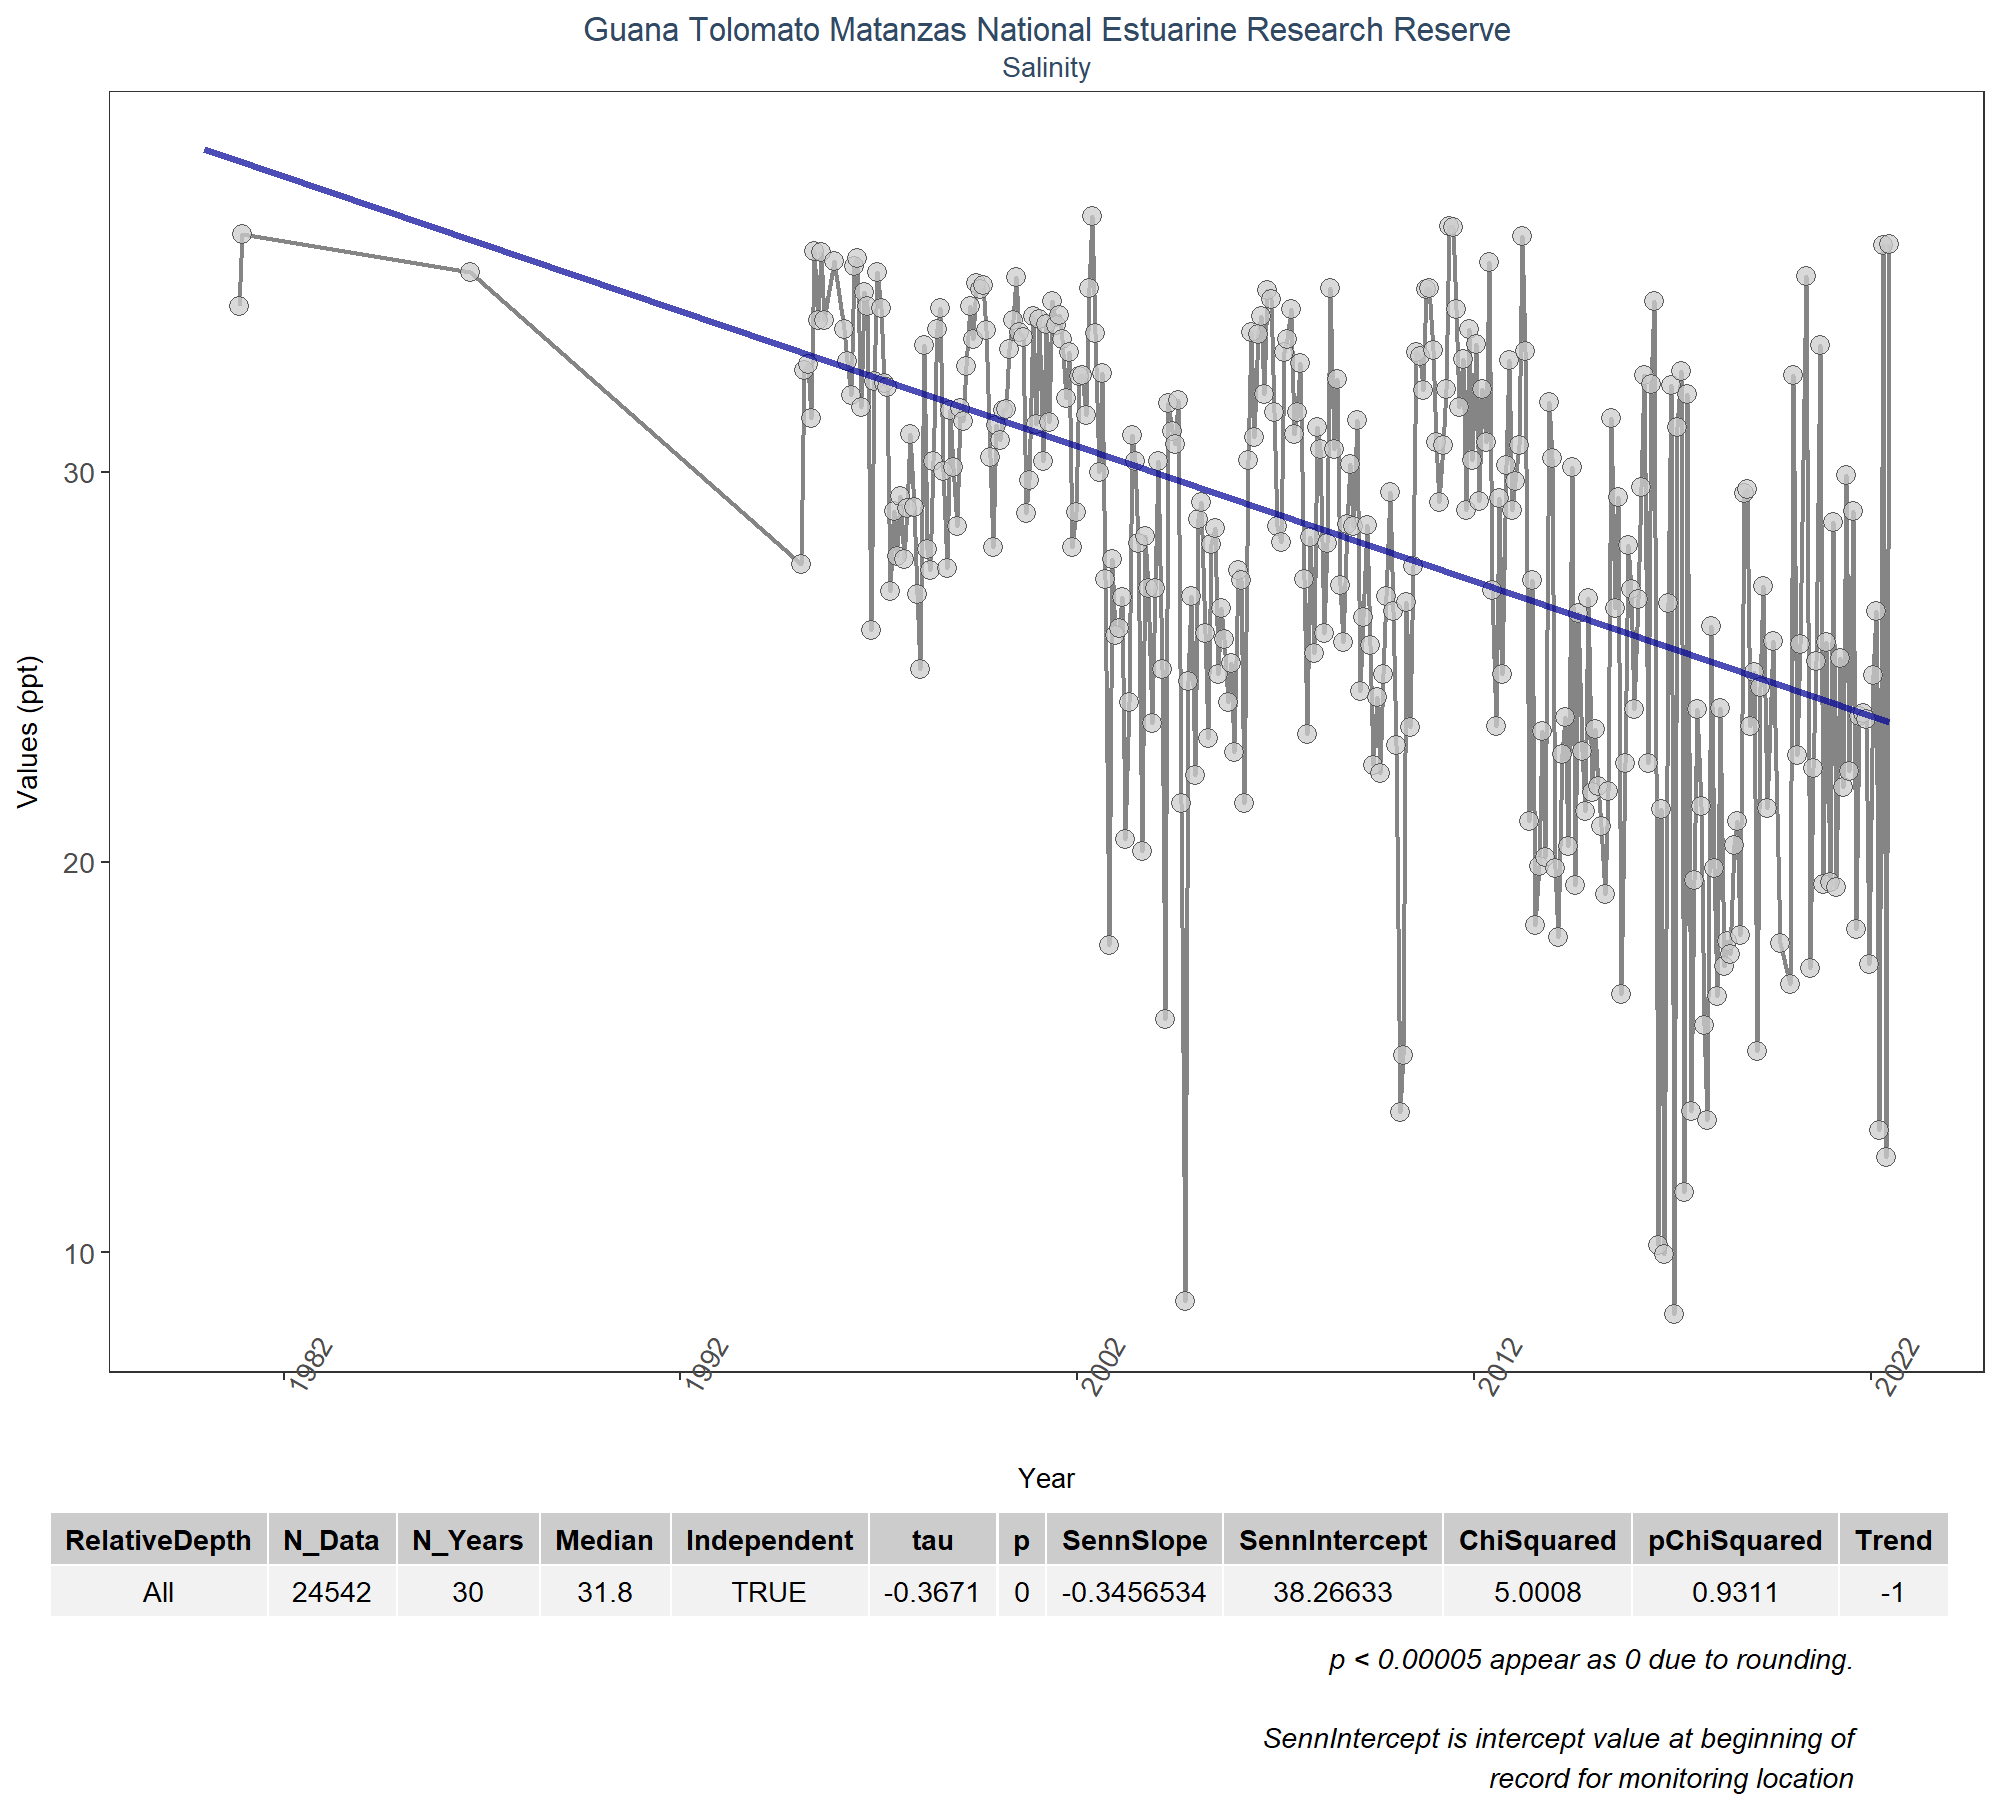 Guana Tolomato Matanzas National Estuarine Research Reserve
Salinity
Values (ppt)
30
20
10
1982
1992
2002
2012
2022
Year
RelativeDepth N_Data N_Years Median Independent tau p SennSlope SennIntercept ChiSquared pChiSquared Trend
All 24542 30 31.8 TRUE -0.3671 0 -0.3456534 38.26633 5.0008 0.9311 -1
p < 0.00005 appear as 0 due to rounding.
SennIntercept is intercept value at beginning of
record for monitoring location